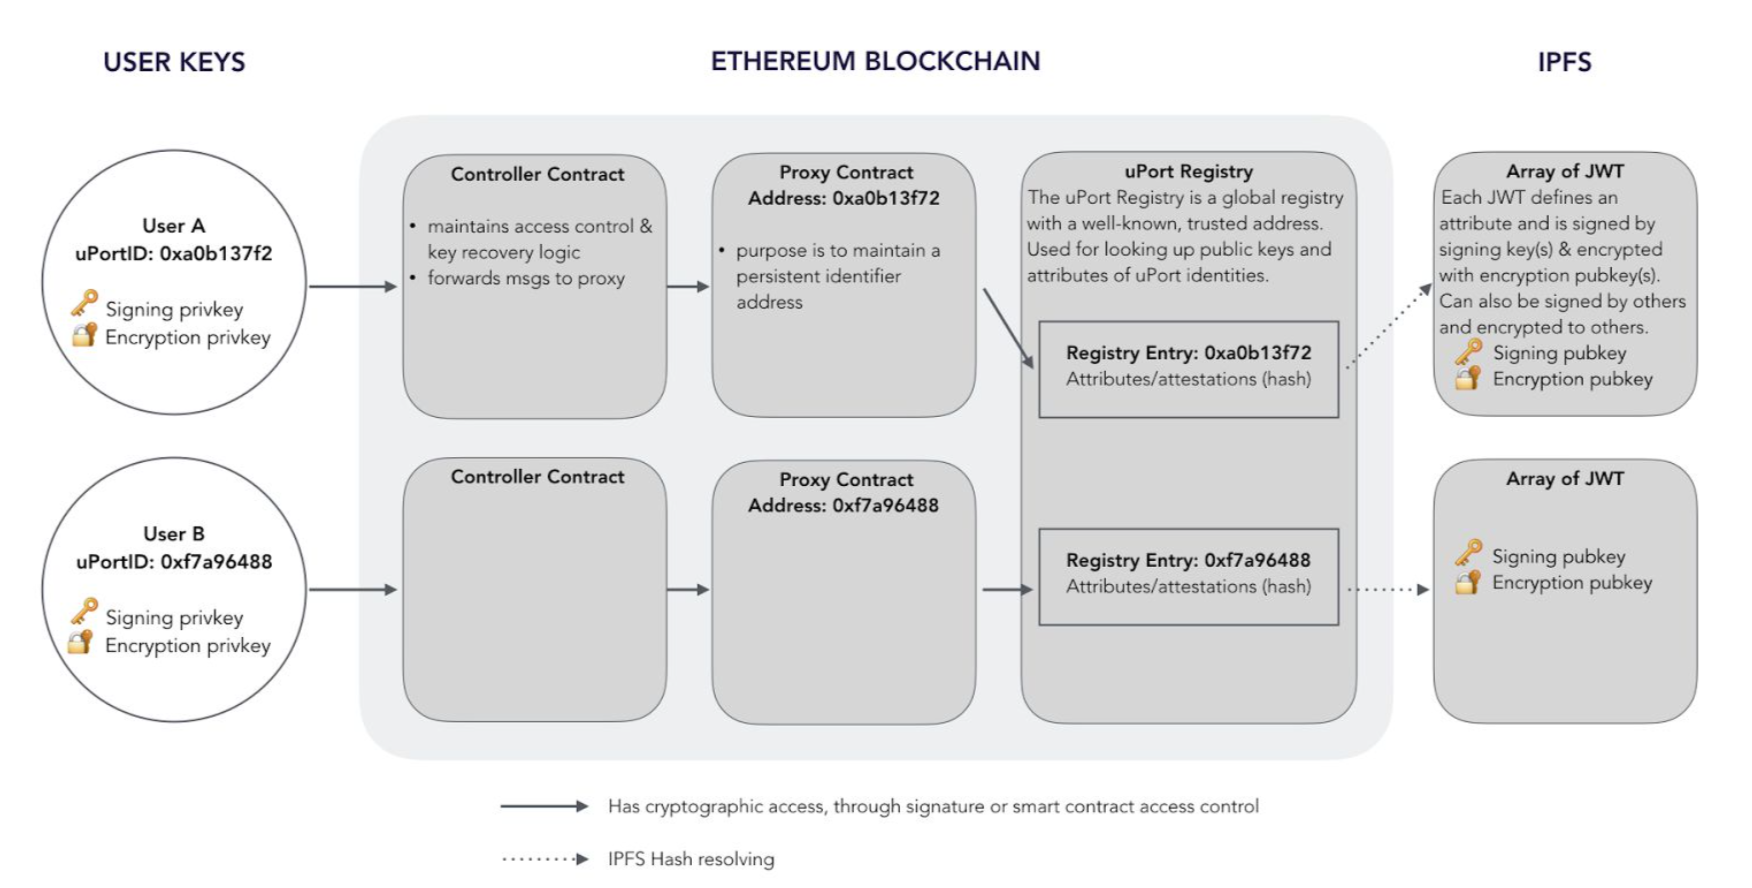 USER KEYS
ETHEREUM BLOCKCHAIN
IPFS
User A
uPortID: 0xa0b137f2
Signing privkey
Encryption privkey
Controller Contract
• maintains access control &
key recovery logic
• forwards msgs to proxy
Proxy Contract
Address: 0xa0b13f72
• purpose is to maintain a
persistent identifier
address
uPort Registry
The uPort Registry is a global registry
with a well-known, trusted address.
Used for looking up public keys and
attributes of uPort identities.
Registry Entry: 0xa0b13f72
Attributes/attestations (hash)
Array of JWT
Each JWT defines an
attribute and is signed by
signing key(s) & encrypted
with encryption pubkey(s).
Can also be signed by others
and encrypted to others.
Signing pubkey
Encryption pubkey
User B
uPortID: 0xf7a96488
Signing privkey
Encryption privkey
Controller Contract
Proxy Contract
Address: 0xf7a96488
Registry Entry: 0xf7a96488
Attributes/attestations (hash)
Array of JWT
Signing pubkey
Encryption pubkey
Has cryptographic access, through signature or smart contract access control
IPFS Hash resolving